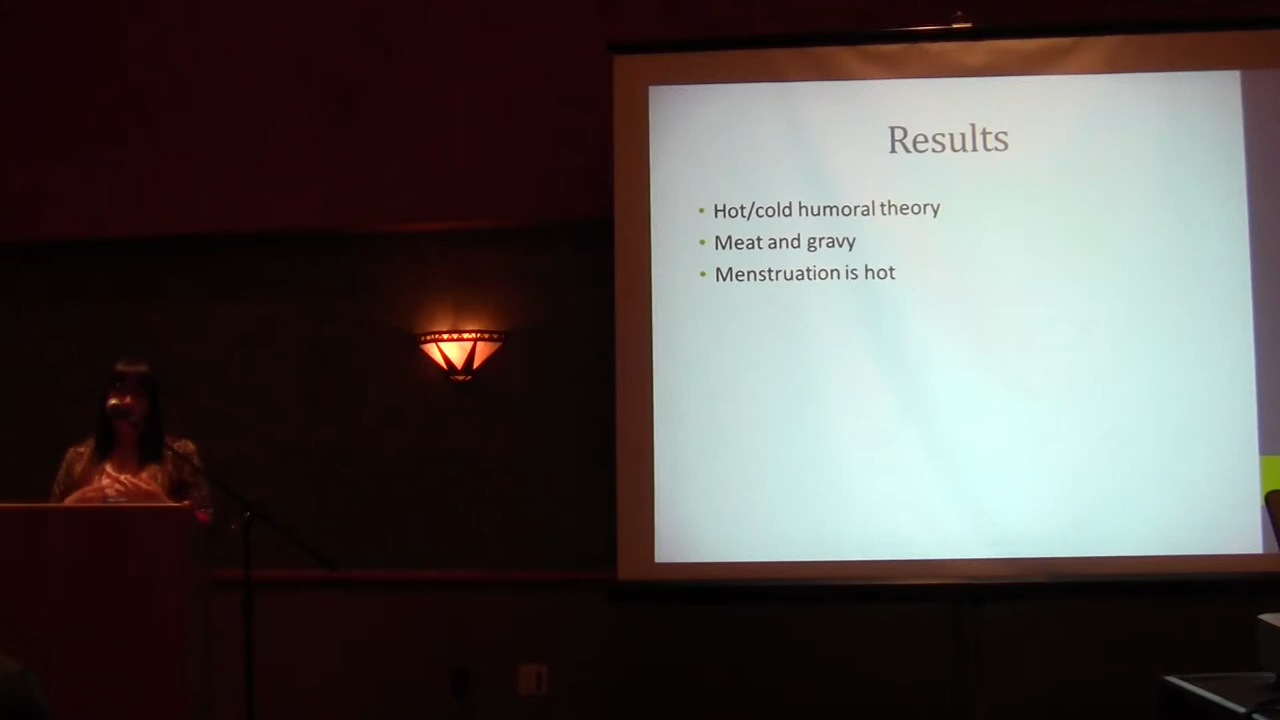 Results
• Hot/cold humoral theory
• Meat and gravy
• Menstruation is hot